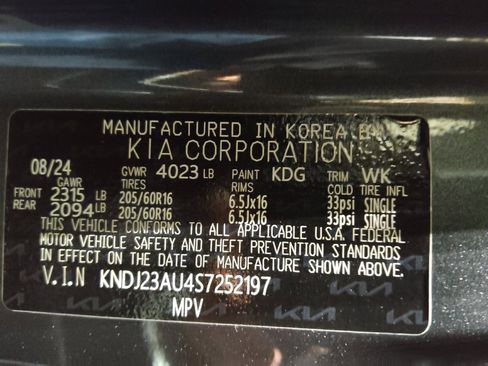 MANUFACTURED IN KOREA BY
KIA CORPORATION
08/24 GVWR 4023 LB PAINT KDG TRIM WK
GAWR TIRES RIMS COLD TIRE INFL
FRONT 2315 LB 205/60R16 6.5Jx16 33psi SINGLE
REAR 2094 LB 205/60R16 6.5Jx16 33psi SINGLE
THIS VEHICLE CONFORMS TO ALL APPLICABLE U.S.A. FEDERAL
MOTOR VEHICLE SAFETY AND THEFT PREVENTION STANDARDS
IN EFFECT ON THE DATE OF MANUFACTURE SHOWN ABOVE.
V.I.N KNDJ23AU4S7252197
MPV